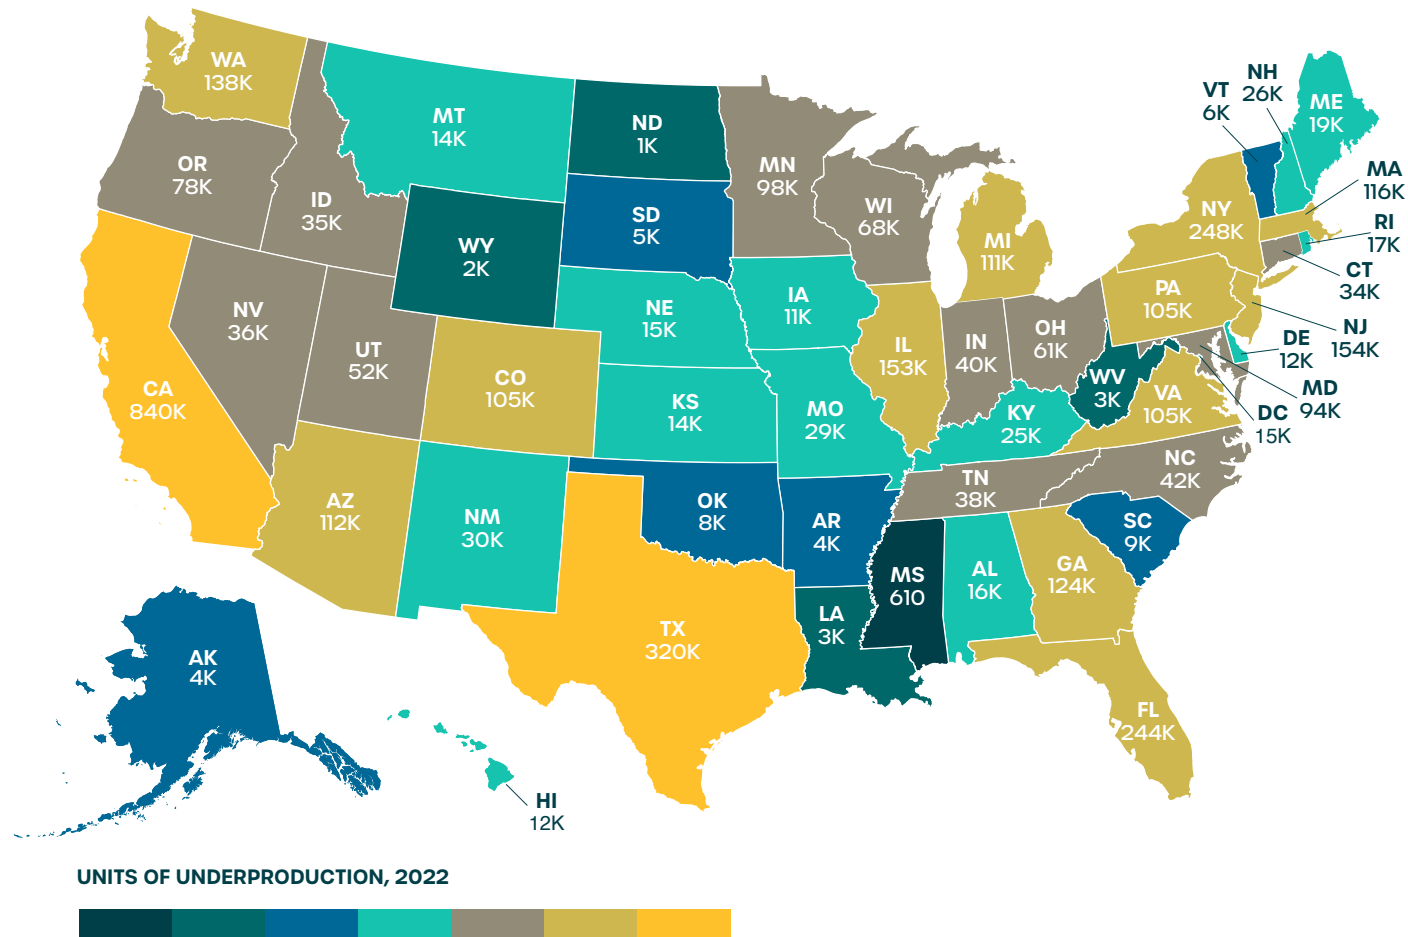 WA
138K
MT
14K
ND
1K
MN
98K
VT
6K
NH
26K
ME
19K
OR
78K
ID
35K
WY
2K
SD
5K
WI
68K
MI
111K
NY
248K
MA
116K
RI
17K
CT
34K
NV
36K
UT
52K
CO
105K
NE
15K
IA
11K
IL
153K
IN
40K
OH
61K
PA
105K
NJ
154K
DE
12K
MD
94K
DC
15K
CA
840K
KS
14K
MO
29K
KY
25K
WV
3K
VA
105K
AZ
112K
NM
30K
OK
8K
AR
4K
TN
38K
NC
42K
SC
9K
TX
320K
LA
3K
MS
610
AL
16K
GA
124K
FL
244K
AK
4K
HI
12K
UNITS OF UNDERPRODUCTION, 2022